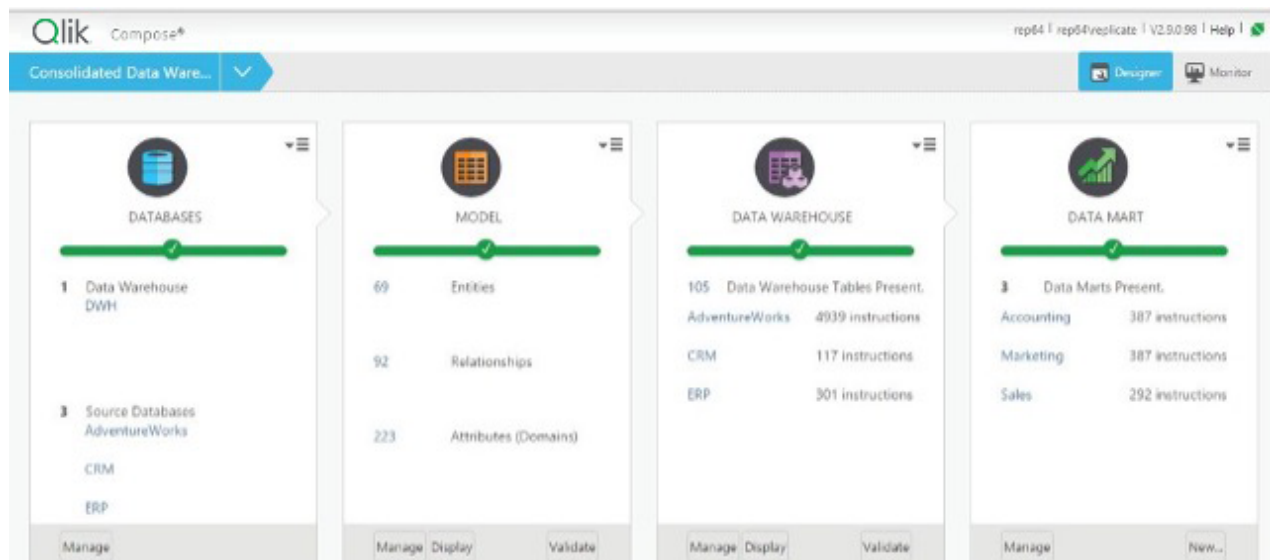 Qlik Compose®
rep64 | rep64\replicate | V2.9.0.98 | Help |
Consolidated Data Ware...
Designer
Monitor
DATABASES
1 Data Warehouse
DWH
3 Source Databases
AdventureWorks
CRM
ERP
Manage
MODEL
69 Entities
92 Relationships
223 Attributes (Domains)
Manage Display Validate
DATA WAREHOUSE
105 Data Warehouse Tables Present.
AdventureWorks 4939 instructions
CRM 117 instructions
ERP 301 instructions
Manage Display Validate
DATA MART
3 Data Marts Present.
Accounting 387 instructions
Marketing 387 instructions
Sales 292 instructions
Manage New...